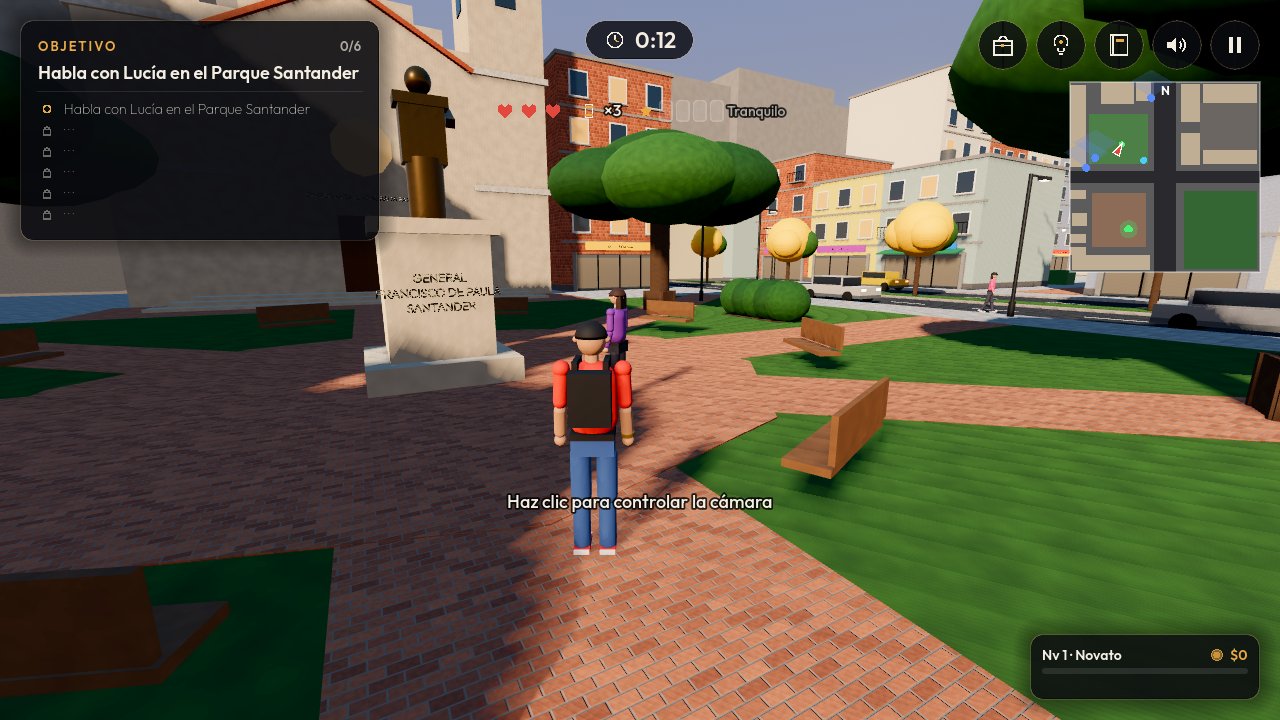 OBJETIVO
0/6
Habla con Lucía en el Parque Santander
Habla con Lucía en el Parque Santander
...
...
...
...
...
0:12
×3
Tranquilo
N
GENERAL
FRANCISCO DE PAULA
SANTANDER
Haz clic para controlar la cámara
Nv 1 · Novato
$0